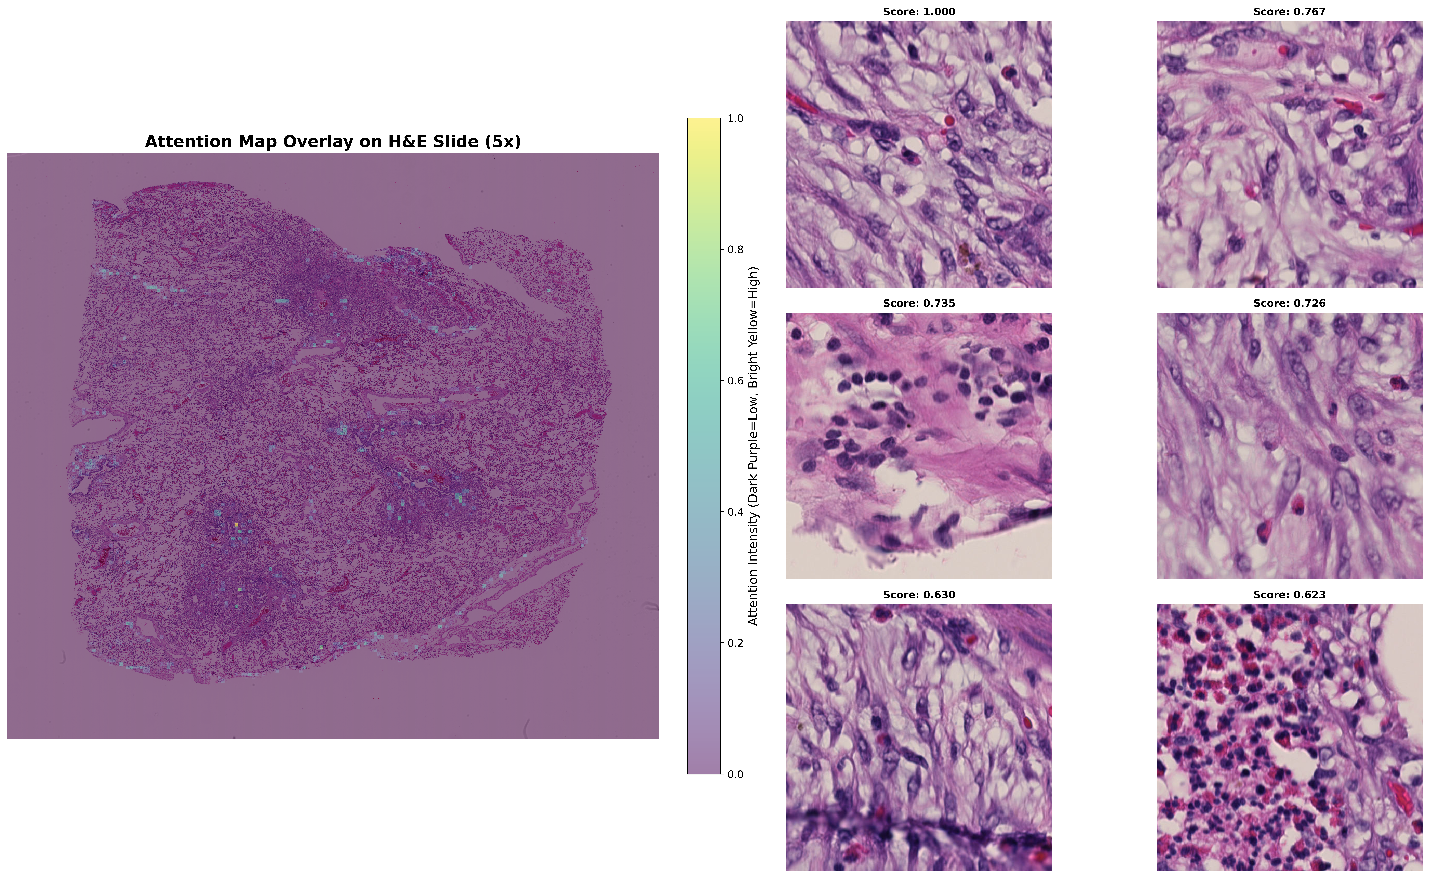 Attention Map Overlay on H&E Slide (5x)
1.0
0.8
0.6
0.4
0.2
0.0
Attention Intensity (Dark Purple=Low, Bright Yellow=High)
Score: 1.000
Score: 0.767
Score: 0.735
Score: 0.726
Score: 0.630
Score: 0.623